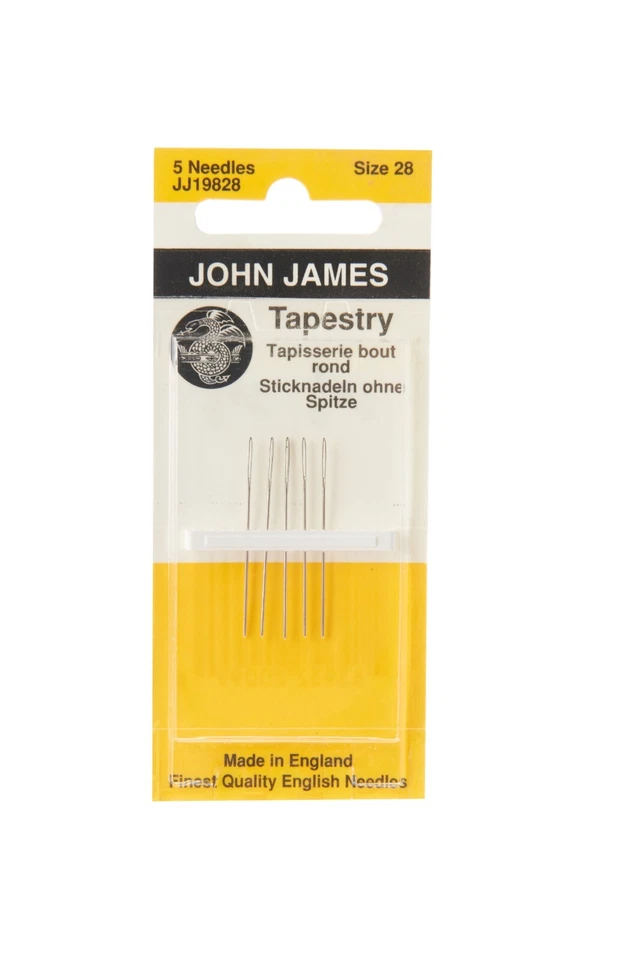 5 Needles Size 28
JJ19828
JOHN JAMES
Tapestry
Tapisserie bout
rond
Sticknadeln ohne
Spitze
Made in England
Finest Quality English Needles